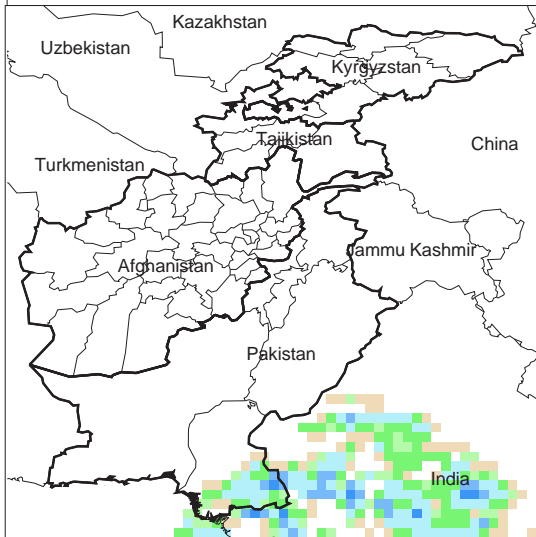 Kazakhstan
Uzbekistan
Kyrgyzstan
Tajikistan
China
Turkmenistan
Jammu Kashmir
Afghanistan
Pakistan
India